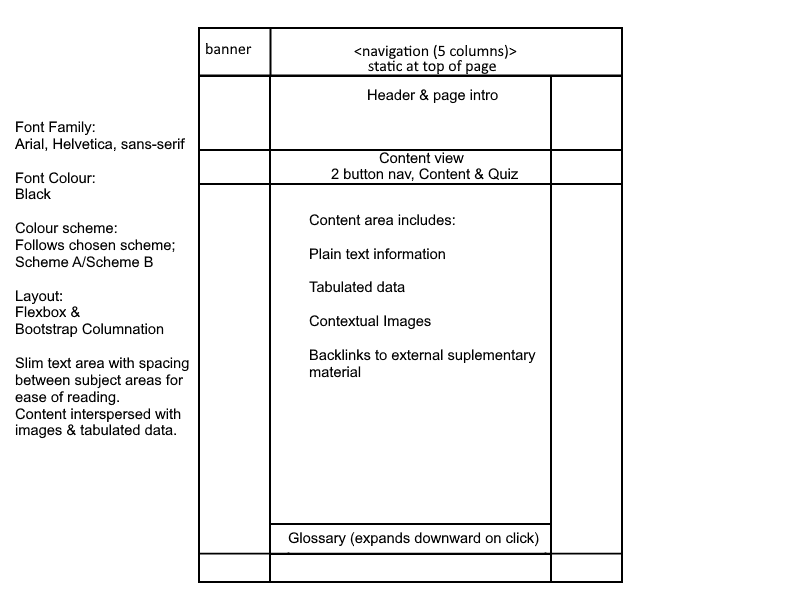 banner
<navigation (5 columns)>
static at top of page
Header & page intro
Font Family:
Arial, Helvetica, sans-serif
Font Colour:
Black
Colour scheme:
Follows chosen scheme;
Scheme A/Scheme B
Layout:
Flexbox &
Bootstrap Columnation
Slim text area with spacing
between subject areas for
ease of reading.
Content interspersed with
images & tabulated data.
Content view
2 button nav, Content & Quiz
Content area includes:
Plain text information
Tabulated data
Contextual Images
Backlinks to external suplementary
material
Glossary (expands downward on click)